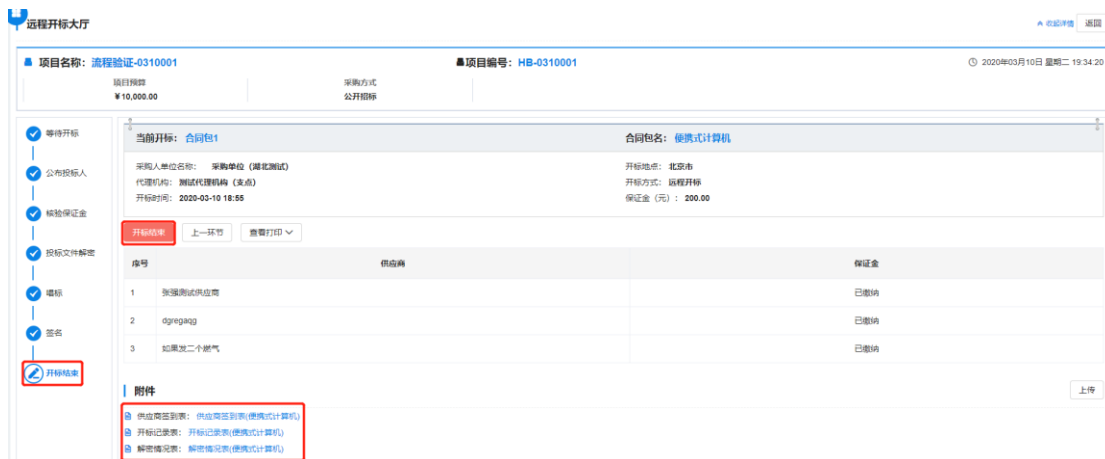 远程开标大厅
收起详情 返回
项目名称：流程验证-0310001 项目编号：HB-0310001 2020年03月10日 星期二 19:34:20
项目预算 采购方式
￥10,000.00 公开招标
等待开标
公布投标人
核验保证金
投标文件解密
唱标
签名
开标结束
当前开标：合同包1 合同包名：便携式计算机
采购人单位名称： 采购单位（湖北测试） 开标地点：北京市
代理机构：测试代理机构（支点） 开标方式：远程开标
开标时间：2020-03-10 18:55 保证金（元）：200.00
开标结束 上一环节 查看打印
序号 供应商 保证金
1 张强测试供应商 已缴纳
2 dgregaqg 已缴纳
3 如果发二个燃气 已缴纳
附件 上传
供应商签到表：供应商签到表(便携式计算机)
开标记录表：开标记录表(便携式计算机)
解密情况表：解密情况表(便携式计算机)